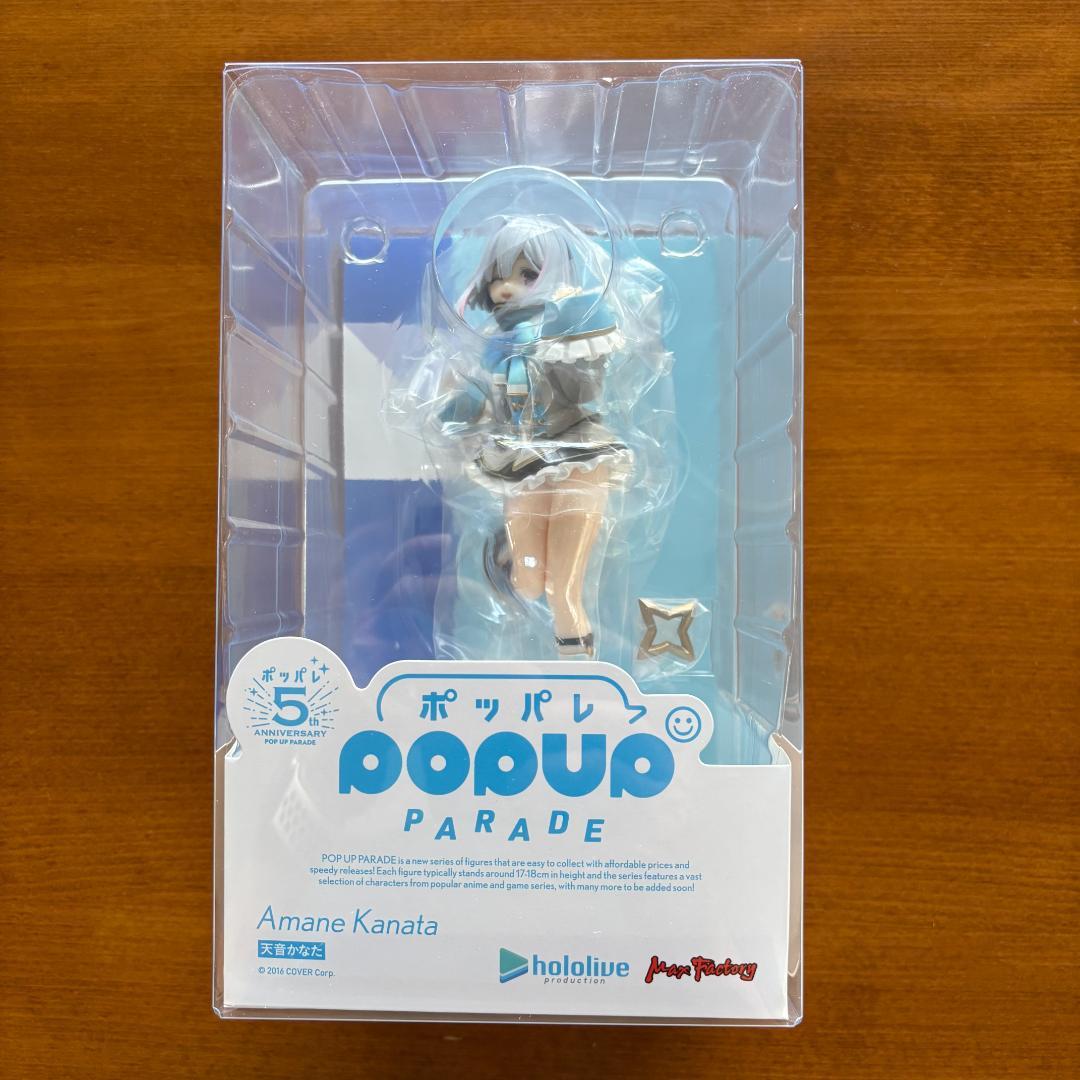 ポッパレ
5th
ANNIVERSARY
POP UP PARADE
ポッパレ
POPUP
PARADE
POP UP PARADE is a new series of figures that are easy to collect with affordable prices and
speedy releases! Each figure typically stands around 17-18cm in height and the series features a vast
selection of characters from popular anime and game series, with many more to be added soon!
Amane Kanata
天音かなた
© 2016 COVER Corp.
hololive
production
Max Factory